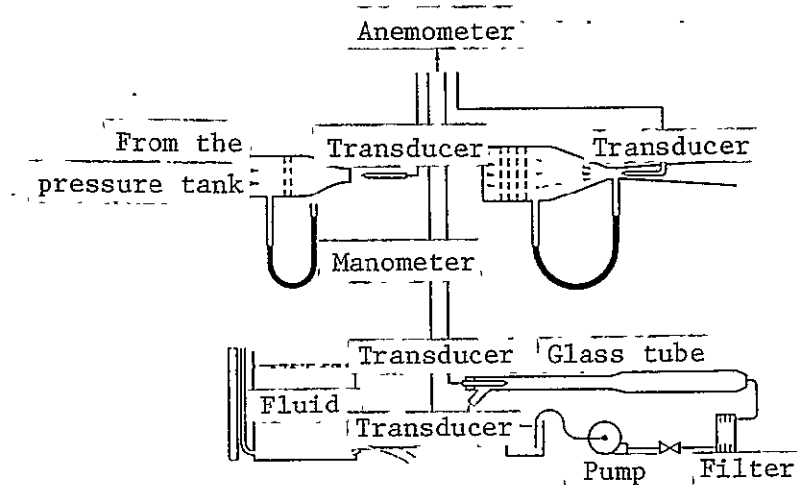 Anemometer
From the
pressure tank
Transducer
Transducer
Manometer
Transducer
Glass tube
Fluid
Transducer
Pump
Filter